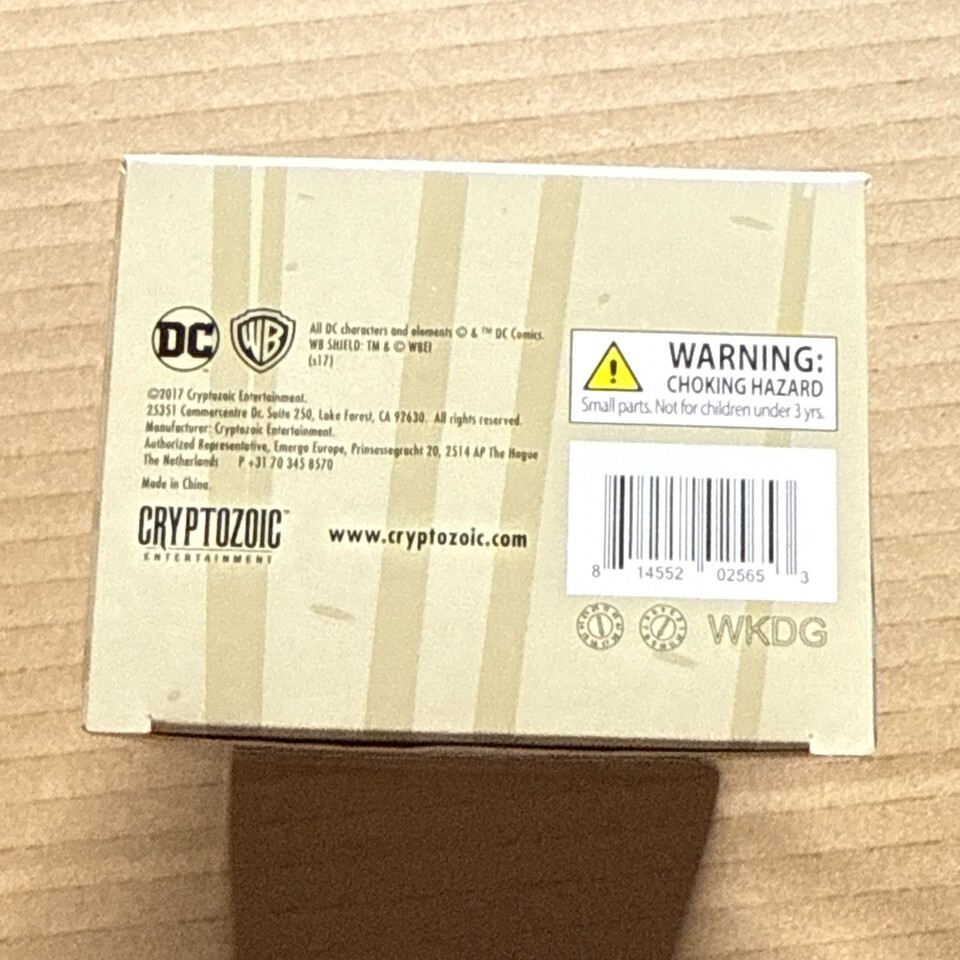 DC
WB
All DC characters and elements © & ™ DC Comics.
WB SHIELD: TM & © WBEI
(s17)
©2017 Cryptozoic Entertainment.
25351 Commercentre Dr. Suite 250, Lake Forest, CA 92630. All rights reserved.
Manufacturer: Cryptozoic Entertainment.
Authorized Representative, Emergo Europe, Prinsessegracht 20, 2514 AP The Hague
The Netherlands P +31 70 345 8570
Made in China.
CRYPTOZOIC™
ENTERTAINMENT
www.cryptozoic.com
WARNING:
CHOKING HAZARD
Small parts. Not for children under 3 yrs.
8 14552 02565 3
WKDG